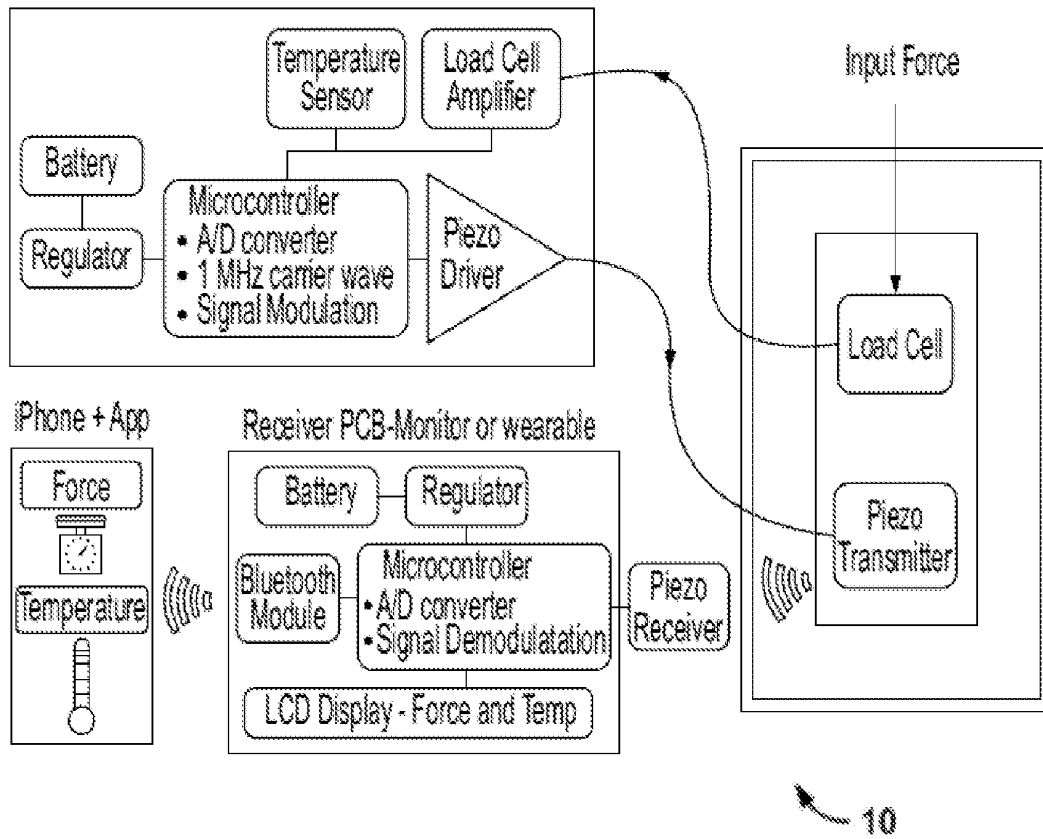 Temperature
Sensor
Load Cell
Amplifier
Input Force
Battery
Regulator
Microcontroller
• A/D converter
• 1 MHz carrier wave
• Signal Modulation
Piezo
Driver
Load Cell
Piezo
Transmitter
iPhone + App
Force
Temperature
Receiver PCB-Monitor or wearable
Battery
Regulator
Bluetooth
Module
Microcontroller
• A/D converter
• Signal Demodulatation
Piezo
Receiver
LCD Display - Force and Temp
10